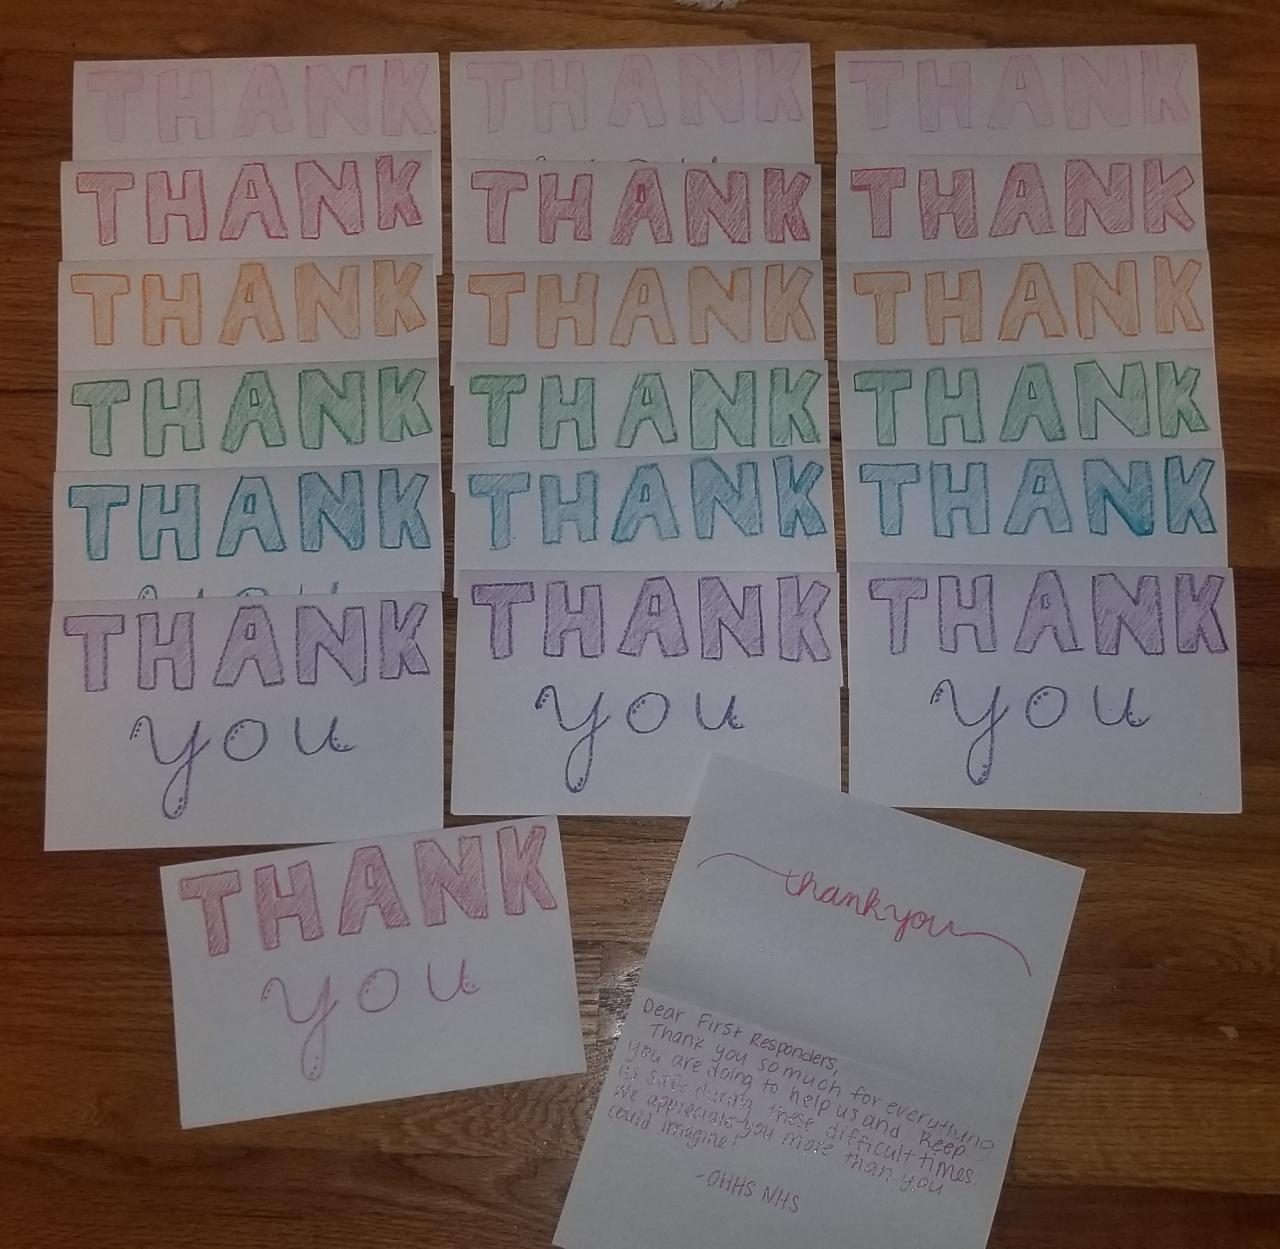 THANK THANK THANK
THANK THANK THANK
THANK THANK THANK
THANK THANK THANK
THANK THANK THANK
THANK THANK THANK
you you you
THANK
you
thank you
Dear First Responders,
Thank you so much for everything
you are doing to help us and keep
us safe during these difficult times.
We appreciate you more than you
could imagine!
-OHHS NHS